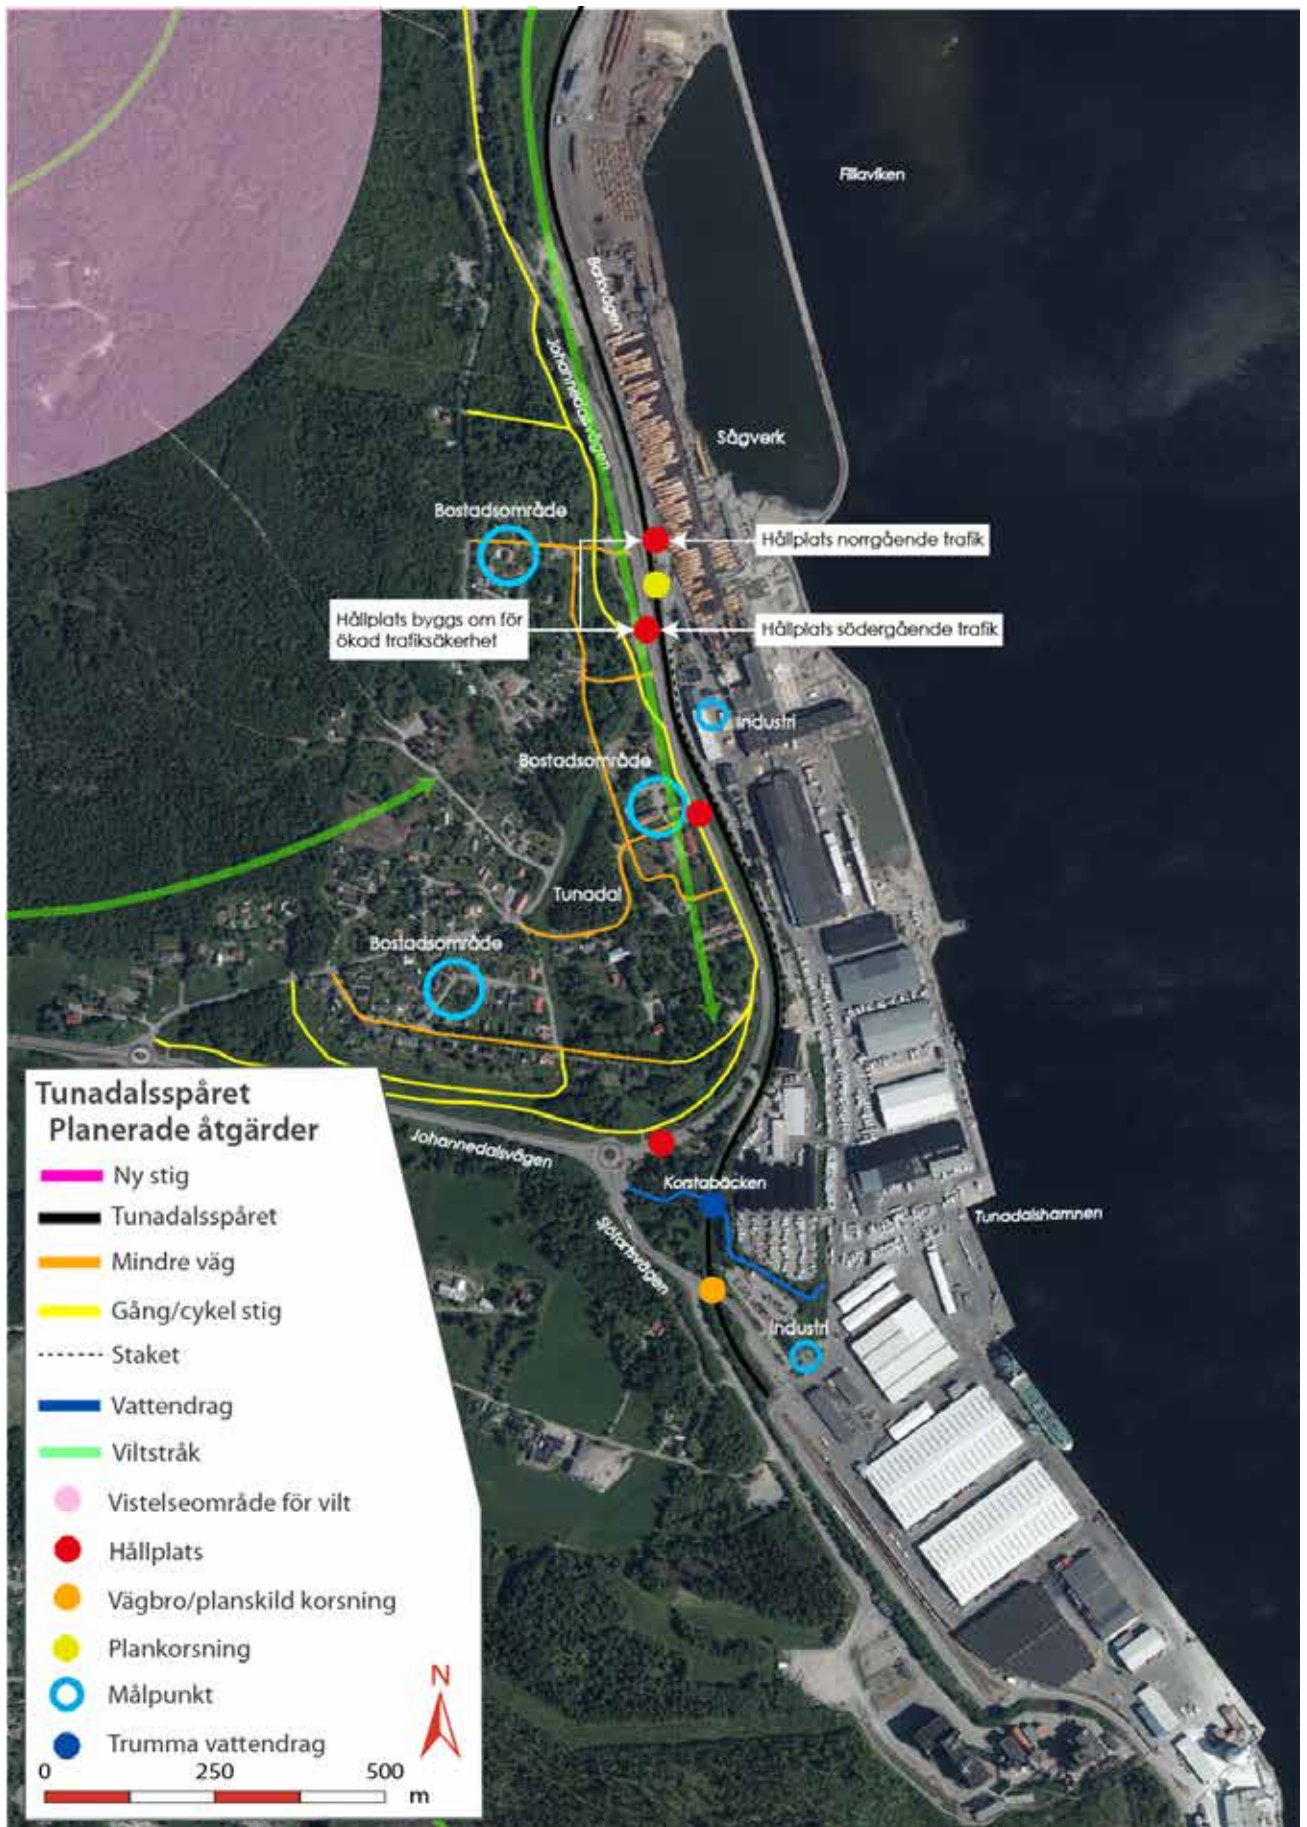 Fillaviken
Barkvägen
Johannedalsvägen
Sågverk
Bostadsområde
Hållplats norrgående trafik
Hållplats byggs om för
ökad trafiksäkerhet
Hållplats södergående trafik
Industri
Bostadsområde
Tunadal
Bostadsområde
Johannedalsvägen
Korstabäcken
Sjöfartsvägen
Tunadalshamnen
Industri
Tunadalsspåret
Planerade åtgärder
Ny stig
Tunadalsspåret
Mindre väg
Gång/cykel stig
Staket
Vattendrag
Viltstråk
Vistelseområde för vilt
Hållplats
Vägbro/planskild korsning
Plankorsning
Målpunkt
Trumma vattendrag
N
0 250 500
m